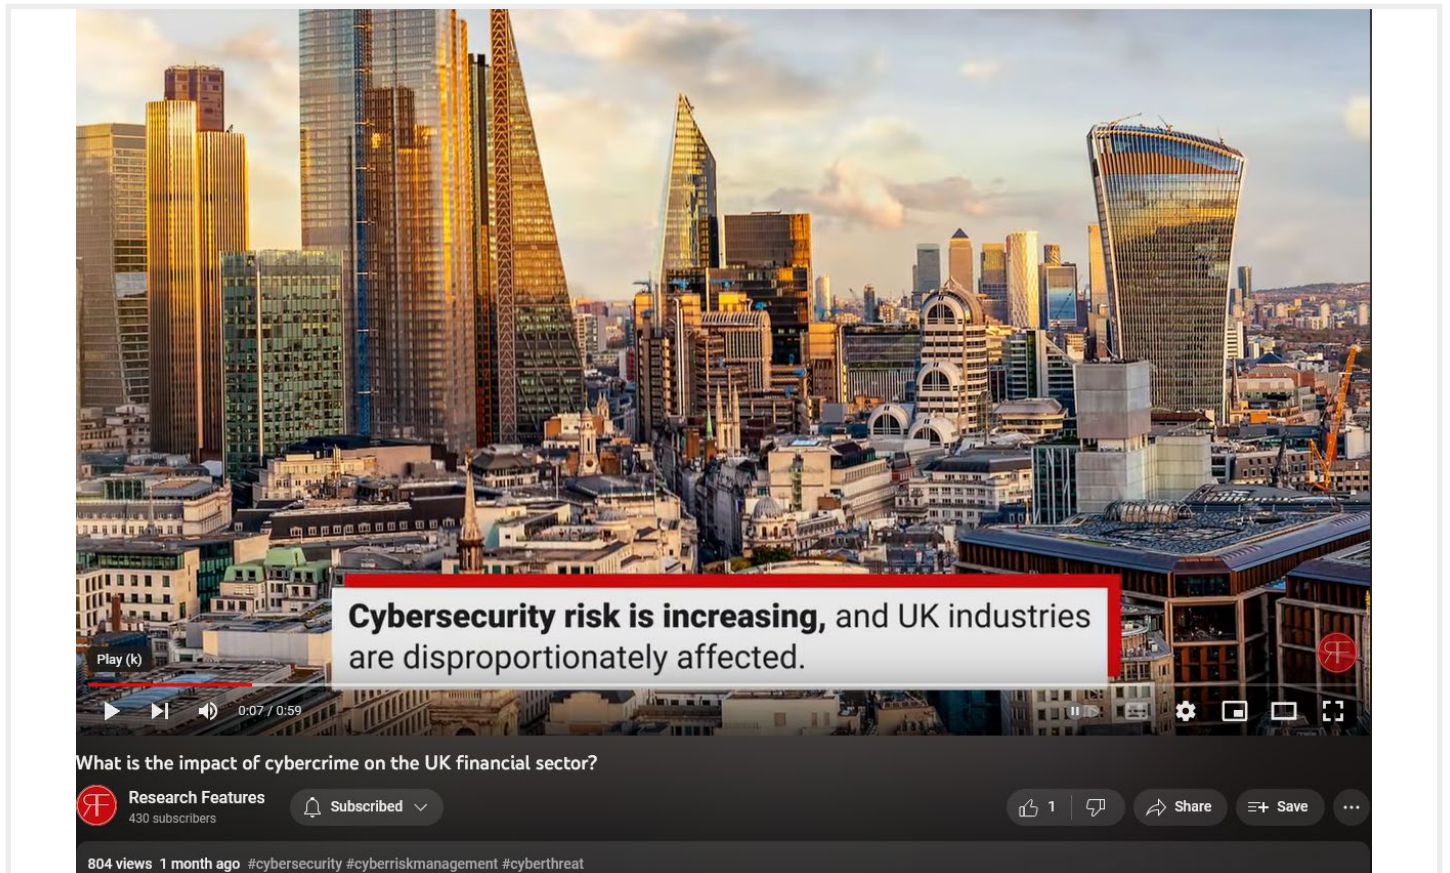 Cybersecurity risk is increasing, and UK industries
are disproportionately affected.
Play (k)
RF
0:07 / 0:59
What is the impact of cybercrime on the UK financial sector?
RF
Research Features
430 subscribers
Subscribed
1
Share
Save
804 views 1 month ago #cybersecurity #cyberriskmanagement #cyberthreat